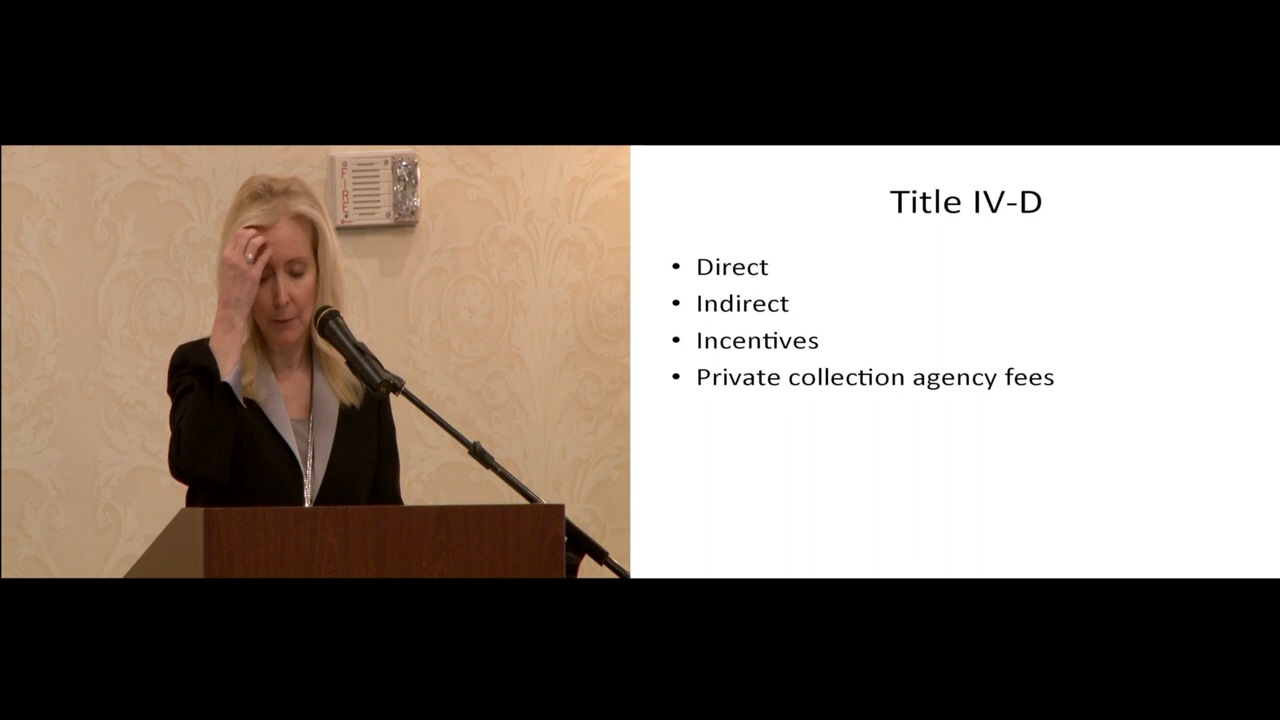 FIRE
Title IV-D
• Direct
• Indirect
• Incentives
• Private collection agency fees